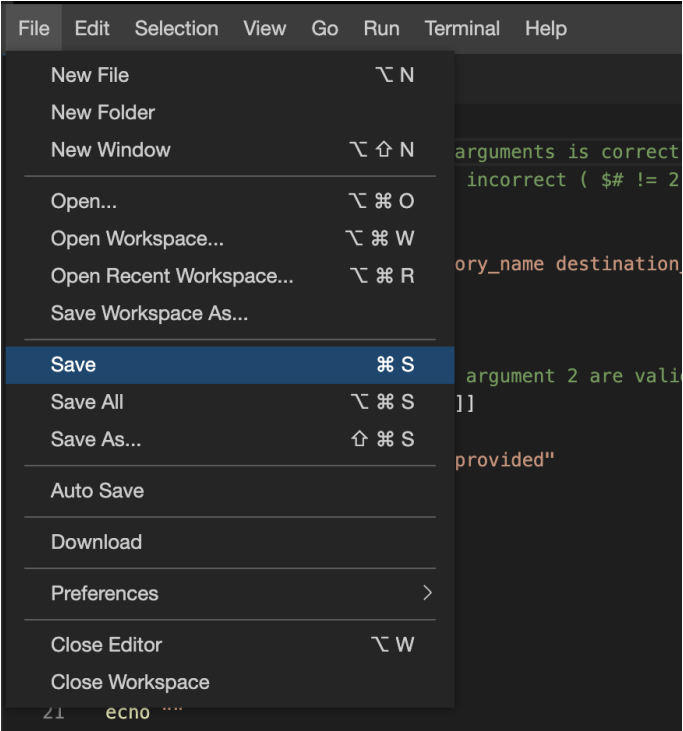 File Edit Selection View Go Run Terminal Help
New File ⌥ N
New Folder
New Window ⌥ ⇧ N
arguments is correct
Open... ⌥ ⌘ O
incorrect ( $# != 2
Open Workspace... ⌥ ⌘ W
Open Recent Workspace... ⌥ ⌘ R
ory_name destination_
Save Workspace As...
Save ⌘ S
argument 2 are vali
Save All ⌥ ⌘ S
]]
Save As... ⇧ ⌘ S
provided"
Auto Save
Download
Preferences >
Close Editor ⌥ W
Close Workspace
21 echo ""